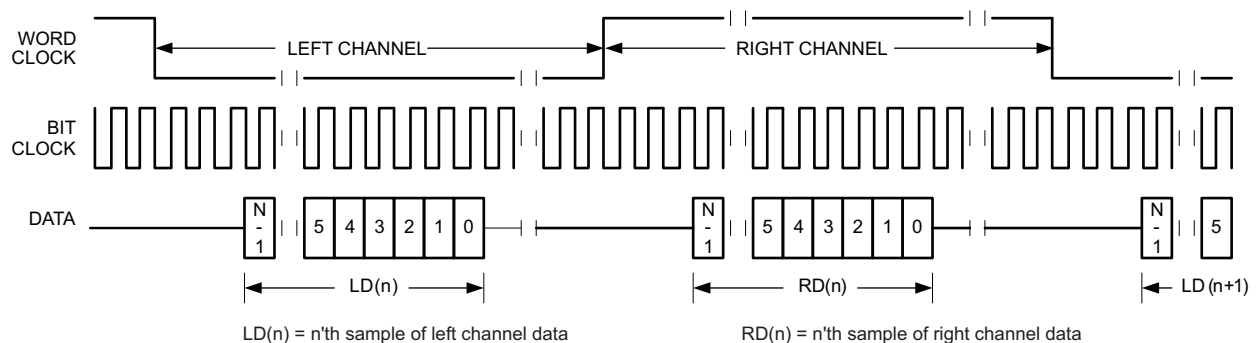 WORD
CLOCK
LEFT CHANNEL
RIGHT CHANNEL
BIT
CLOCK
DATA
N
-
1
5 4 3 2 1 0
N
-
1
5 4 3 2 1 0
N
-
1
5
LD(n)
RD(n)
LD (n+1)
LD(n) = n'th sample of left channel data
RD(n) = n'th sample of right channel data